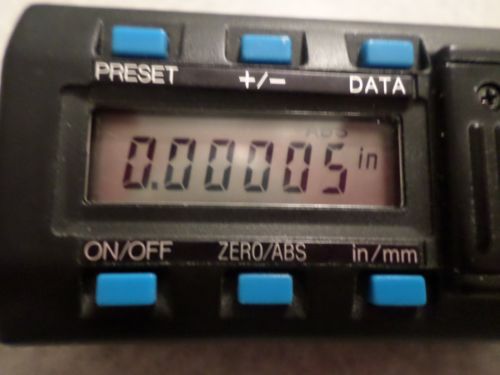 PRESET +/- DATA
ABS
0.00005 in
ON/OFF ZERO/ABS in/mm